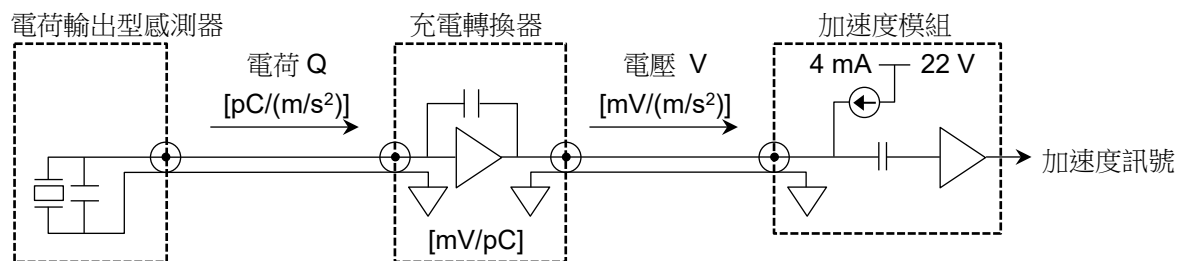 電荷輸出型感測器
充電轉換器
加速度模組
電荷 Q
[pC/(m/s²)]
電壓 V
[mV/(m/s²)]
4 mA
22 V
加速度訊號
[mV/pC]